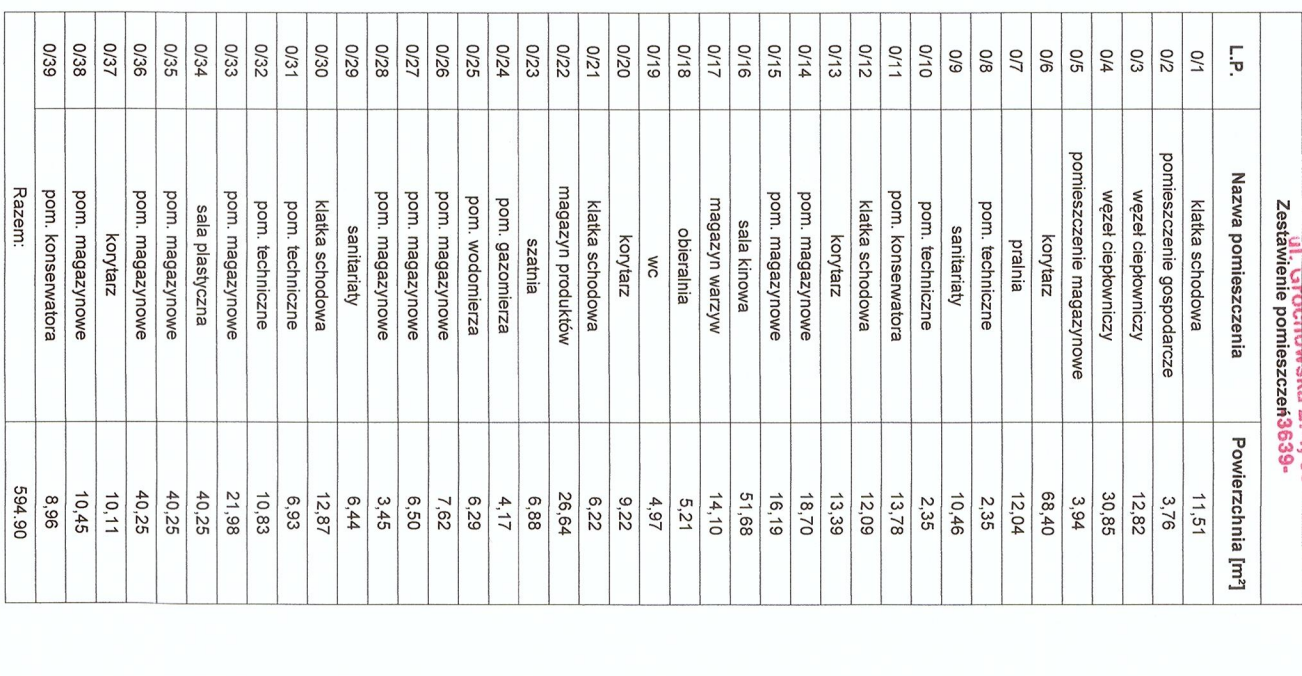 Zestawienie pomieszczeń
L.P. Nazwa pomieszczenia Powierzchnia [m²]
0/1 klatka schodowa 11,51
0/2 pomieszczenie gospodarcze 3,76
0/3 węzeł ciepłowniczy 12,82
0/4 węzeł ciepłowniczy 30,85
0/5 pomieszczenie magazynowe 3,94
0/6 korytarz 68,40
0/7 pralnia 12,04
0/8 pom. techniczne 2,35
0/9 sanitariaty 10,46
0/10 pom. techniczne 2,35
0/11 pom. konserwatora 13,78
0/12 klatka schodowa 12,09
0/13 korytarz 13,39
0/14 pom. magazynowe 18,70
0/15 pom. magazynowe 16,19
0/16 sala kinowa 51,68
0/17 magazyn warzyw 14,10
0/18 obieralnia 5,21
0/19 wc 4,97
0/20 korytarz 9,22
0/21 klatka schodowa 6,22
0/22 magazyn produktów 26,64
0/23 szatnia 6,88
0/24 pom. gazomierza 4,17
0/25 pom. wodomierza 6,29
0/26 pom. magazynowe 7,62
0/27 pom. magazynowe 6,50
0/28 pom. magazynowe 3,45
0/29 sanitariaty 6,44
0/30 klatka schodowa 12,87
0/31 pom. techniczne 6,93
0/32 pom. techniczne 10,83
0/33 pom. magazynowe 21,98
0/34 sala plastyczna 40,25
0/35 pom. magazynowe 40,25
0/36 pom. magazynowe 40,25
0/37 korytarz 10,11
0/38 pom. magazynowe 10,45
0/39 pom. konserwatora 8,96
Razem: 594.90